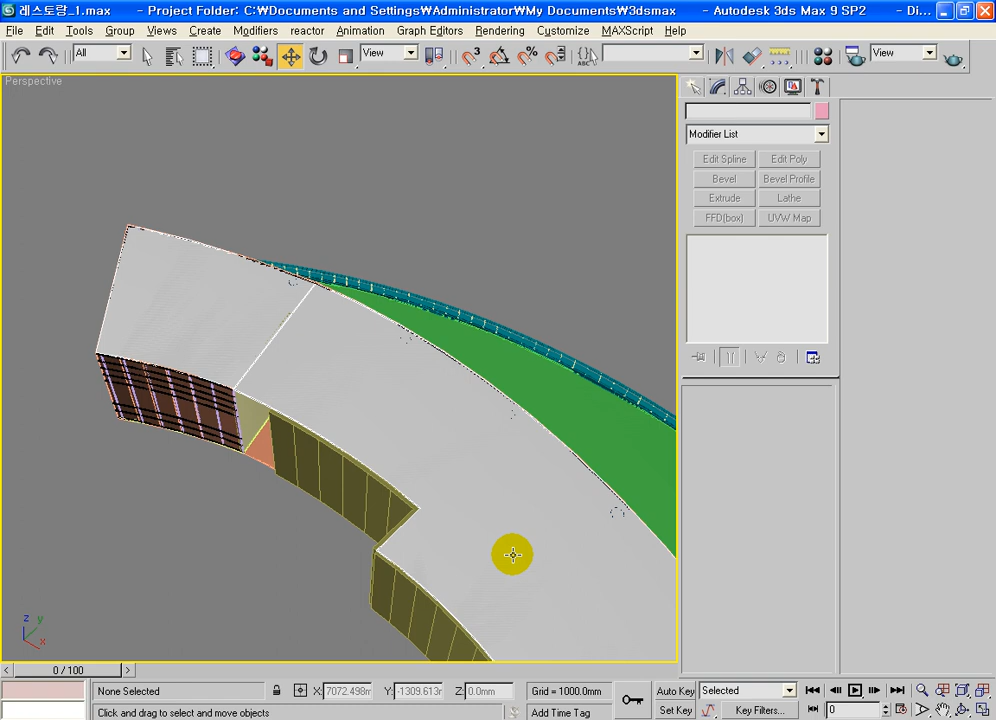 레스토랑_1.max - Project Folder: C:₩Documents and Settings₩Administrator₩My Documents₩3dsmax - Autodesk 3ds Max 9 SP2 - Di...
File Edit Tools Group Views Create Modifiers reactor Animation Graph Editors Rendering Customize MAXScript Help
All View View
Perspective
Modifier List
Edit Spline Edit Poly
Bevel Bevel Profile
Extrude Lathe
FFD(box) UVW Map
z y x
0 / 100
None Selected X: 7072.498m Y: -1309.613m Z: 0.0mm Grid = 1000.0mm Auto Key Selected
Click and drag to select and move objects Add Time Tag Set Key Key Filters... 0